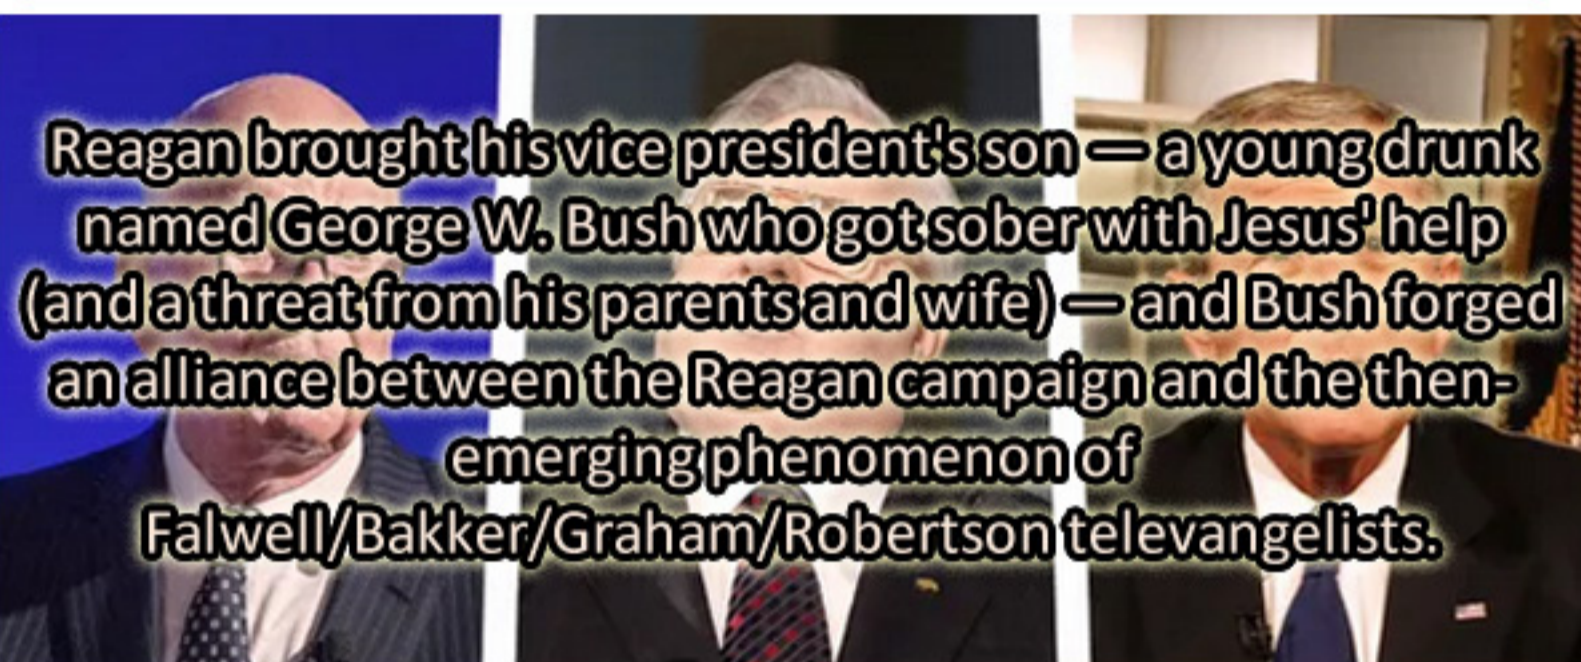 Reagan brought his vice president's son — a young drunk
named George W. Bush who got sober with Jesus' help
(and a threat from his parents and wife) — and Bush forged
an alliance between the Reagan campaign and the then-
emerging phenomenon of
Falwell/Bakker/Graham/Robertson televangelists.